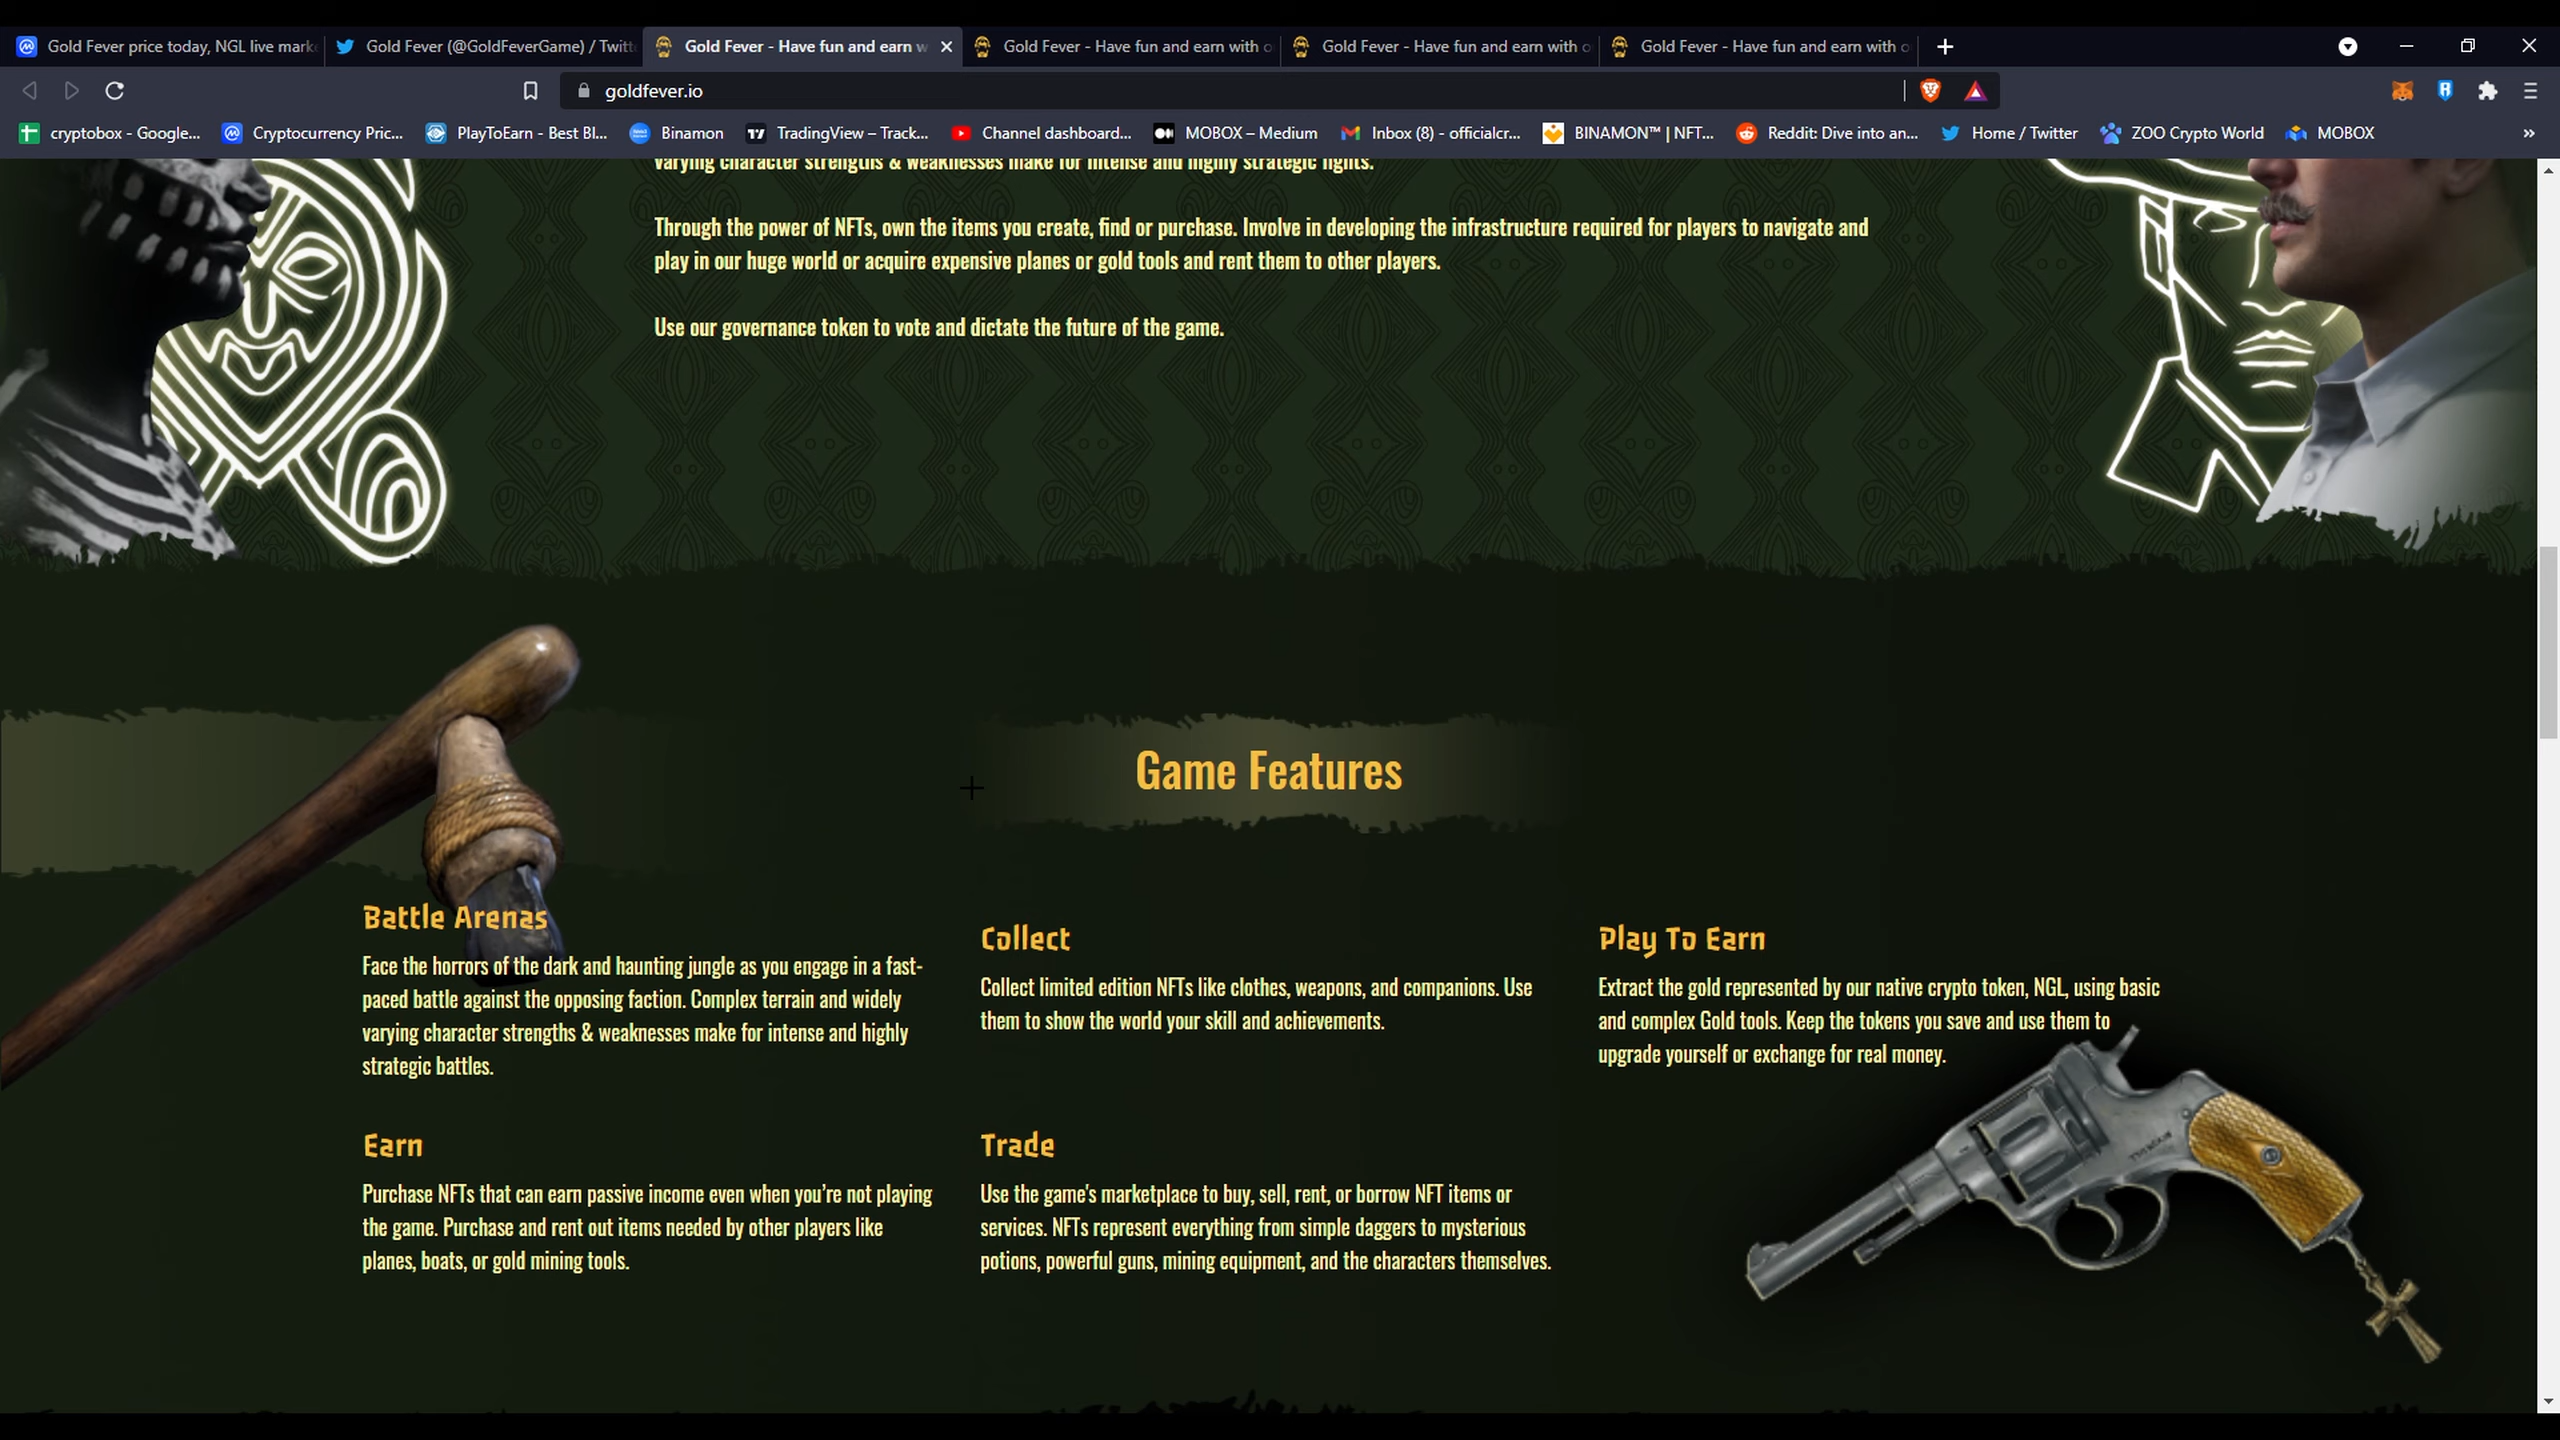 Gold Fever price today, NGL live mark
Gold Fever (@GoldFeverGame) / Twitt
Gold Fever - Have fun and earn w
Gold Fever - Have fun and earn with o
Gold Fever - Have fun and earn with o
Gold Fever - Have fun and earn with o
goldfever.io
cryptobox - Google...
Cryptocurrency Pric...
PlayToEarn - Best Bl...
Binamon
TradingView – Track...
Channel dashboard...
MOBOX – Medium
Inbox (8) - officialcr...
BINAMON™ | NFT...
Reddit: Dive into an...
Home / Twitter
ZOO Crypto World
MOBOX
»
varying character strengths & weaknesses make for intense and highly strategic fights.
Through the power of NFTs, own the items you create, find or purchase. Involve in developing the infrastructure required for players to navigate and
play in our huge world or acquire expensive planes or gold tools and rent them to other players.
Use our governance token to vote and dictate the future of the game.
Game Features
Battle Arenas
Face the horrors of the dark and haunting jungle as you engage in a fast-
paced battle against the opposing faction. Complex terrain and widely
varying character strengths & weaknesses make for intense and highly
strategic battles.
Collect
Collect limited edition NFTs like clothes, weapons, and companions. Use
them to show the world your skill and achievements.
Play To Earn
Extract the gold represented by our native crypto token, NGL, using basic
and complex Gold tools. Keep the tokens you save and use them to
upgrade yourself or exchange for real money.
Earn
Purchase NFTs that can earn passive income even when you’re not playing
the game. Purchase and rent out items needed by other players like
planes, boats, or gold mining tools.
Trade
Use the game's marketplace to buy, sell, rent, or borrow NFT items or
services. NFTs represent everything from simple daggers to mysterious
potions, powerful guns, mining equipment, and the characters themselves.